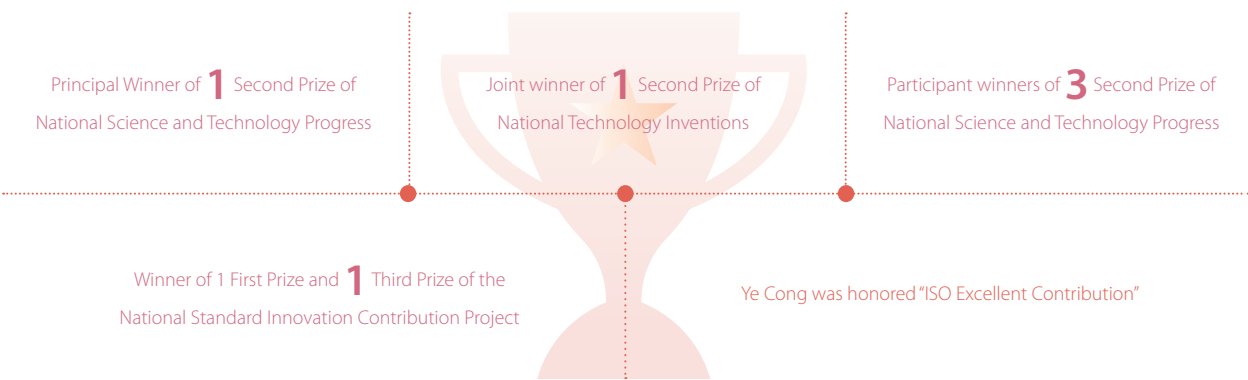 Principal Winner of 1 Second Prize of
National Science and Technology Progress
Joint winner of 1 Second Prize of
National Technology Inventions
Participant winners of 3 Second Prize of
National Science and Technology Progress
Winner of 1 First Prize and 1 Third Prize of the
National Standard Innovation Contribution Project
Ye Cong was honored “ISO Excellent Contribution”